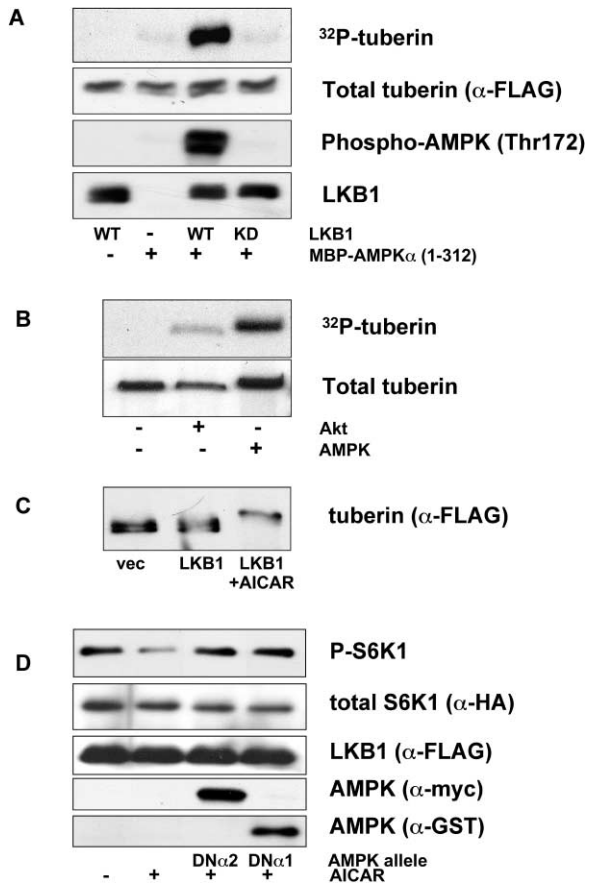 A
32P-tuberin
Total tuberin (α-FLAG)
Phospho-AMPK (Thr172)
LKB1
WT - WT KD LKB1
- + + + MBP-AMPKα (1-312)
B
32P-tuberin
Total tuberin
- + - Akt
- - + AMPK
C
tuberin (α-FLAG)
vec LKB1 LKB1
+AICAR
D
P-S6K1
total S6K1 (α-HA)
LKB1 (α-FLAG)
AMPK (α-myc)
AMPK (α-GST)
DNα2 DNα1 AMPK allele
- + + + AICAR